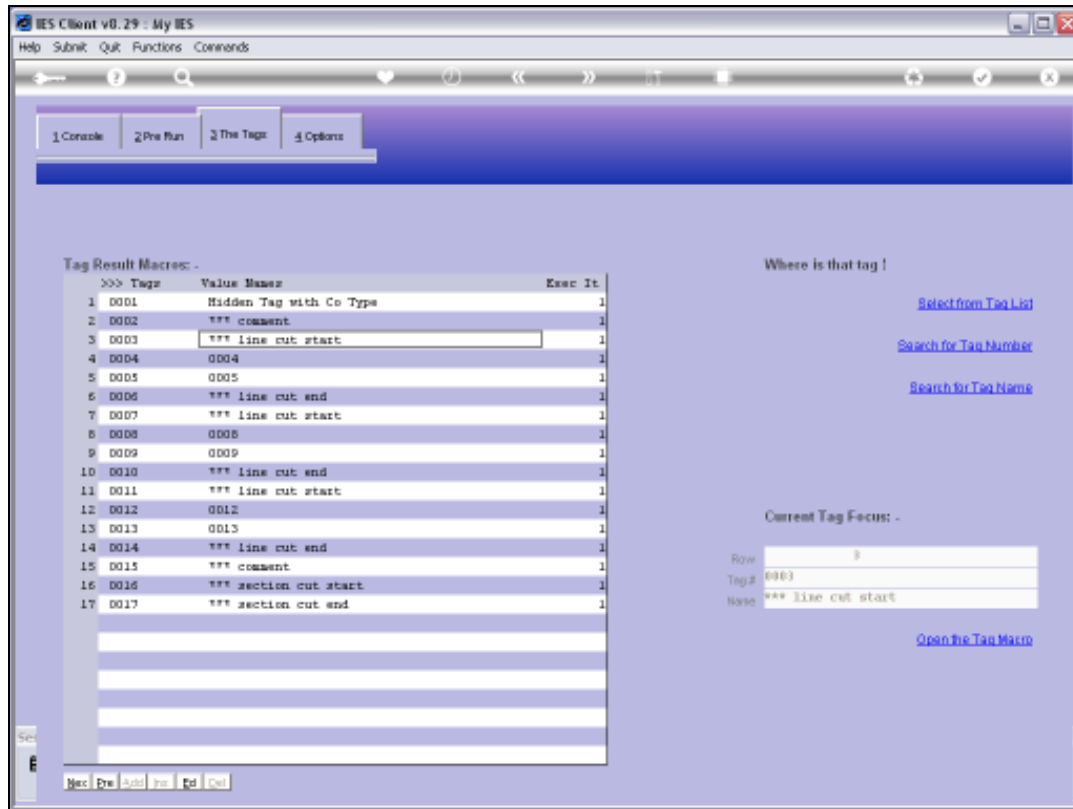 IES Client v8.29 : My IES
Help Submit Quit Functions Commands
1 Console 2 Pre Run 3 The Tags 4 Options
Tag Result Macros: -
Where is that tag !
>>> Tags Value Names Exec It
1 0001 Hidden Tag with Co Type 1
2 0002 *** comment 1
3 0003 *** line cut start 1
4 0004 0004 1
5 0005 0005 1
6 0006 *** line cut end 1
7 0007 *** line cut start 1
8 0008 0008 1
9 0009 0009 1
10 0010 *** line cut end 1
11 0011 *** line cut start 1
12 0012 0012 1
13 0013 0013 1
14 0014 *** line cut end 1
15 0015 *** comment 1
16 0016 *** section cut start 1
17 0017 *** section cut end 1
Select from Tag List
Search for Tag Number
Search for Tag Name
Current Tag Focus: -
Row 3
Tag # 0003
Name *** line cut start
Open the Tag Macro
Nex Pre Add Ins Ed Del